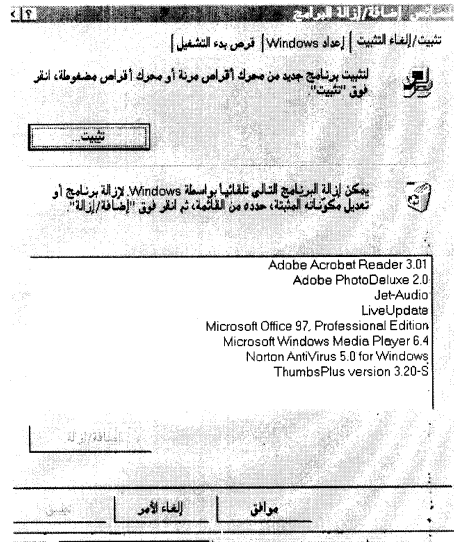 خصائص إضافة/إزالة البرامج
تثبيت/إلغاء التثبيت | إعداد Windows | قرص بدء التشغيل
لتثبيت برنامج جديد من محرك أقراص مرنة أو محرك أقراص مضغوطة، انقر
فوق "تثبيت".
تثبيت...
يمكن إزالة البرنامج التالي تلقائيا بواسطة Windows. لإزالة برنامج أو
تعديل مكوناته المثبتة، حدده من القائمة، ثم انقر فوق "إضافة/إزالة".
Adobe Acrobat Reader 3.01
Adobe PhotoDeluxe 2.0
Jet-Audio
LiveUpdate
Microsoft Office 97, Professional Edition
Microsoft Windows Media Player 6.4
Norton AntiVirus 5.0 for Windows
ThumbsPlus version 3.20-S
إضافة/إزالة
موافق
إلغاء الأمر
تطبيق